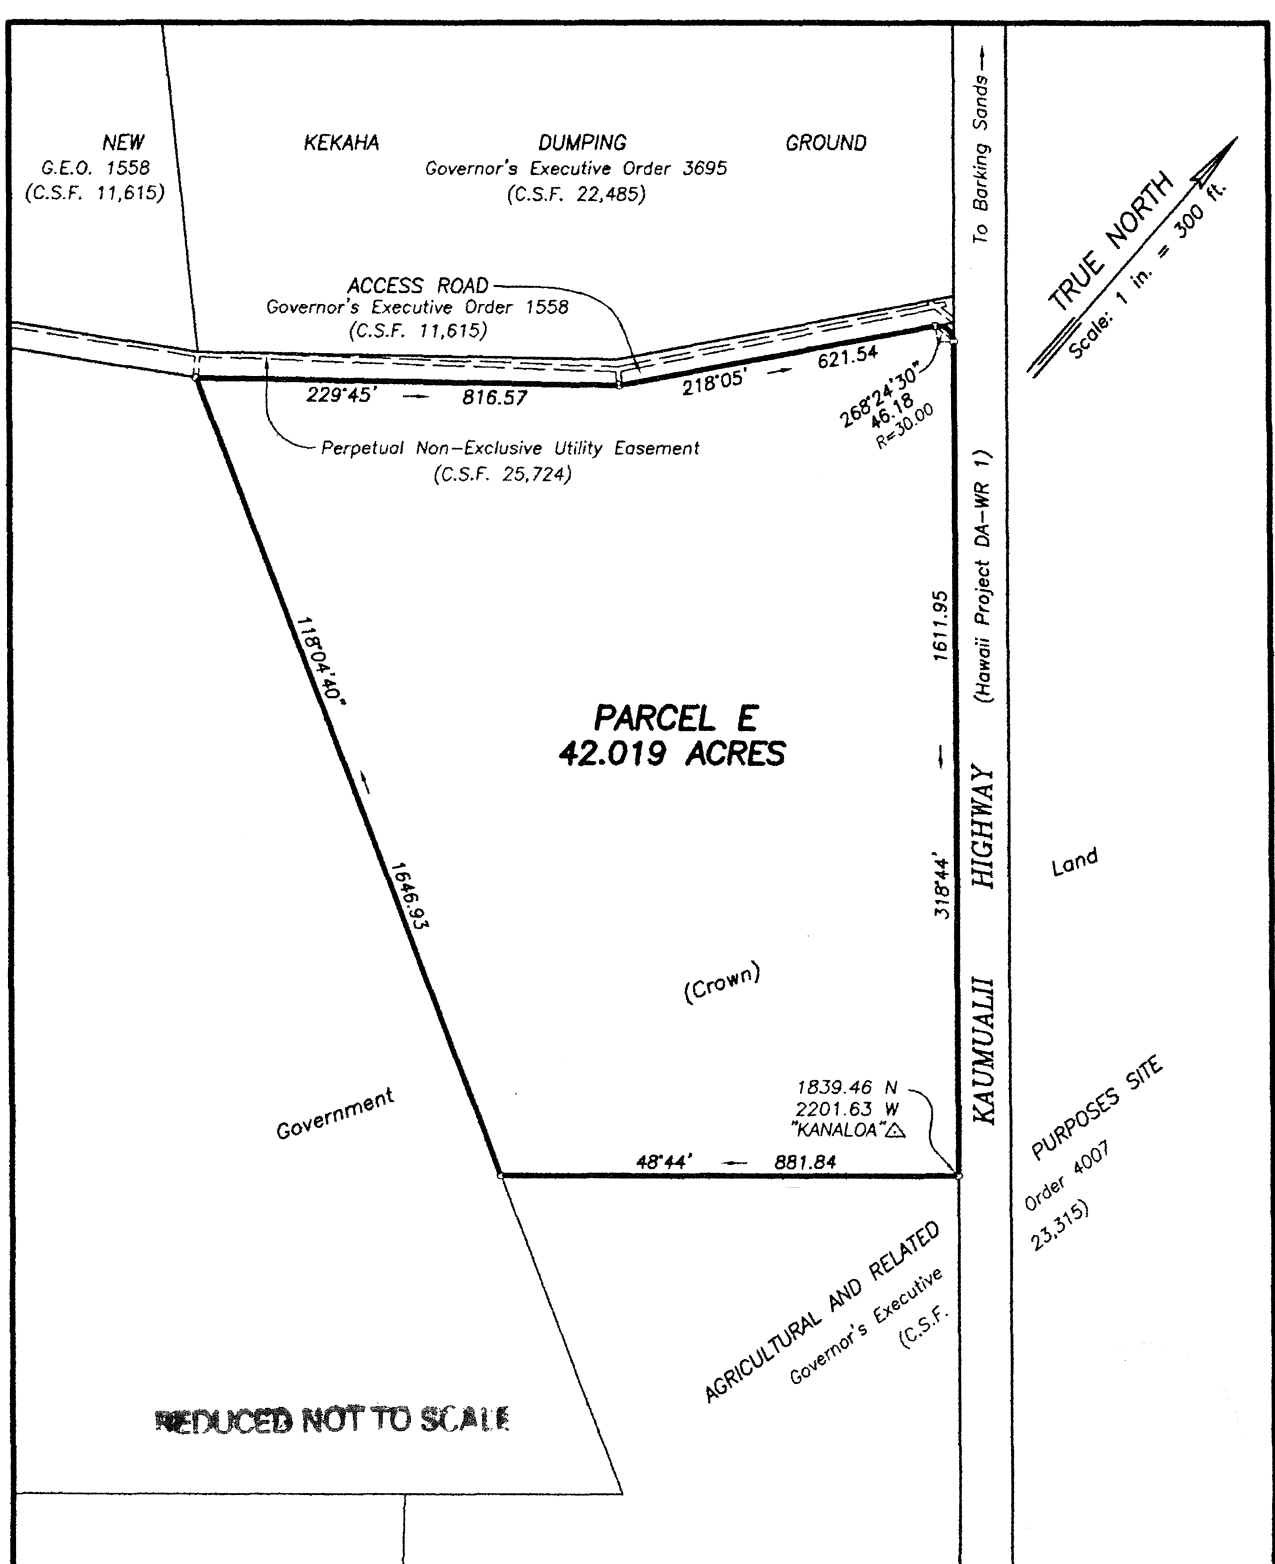 NEW KEKAHA DUMPING GROUND
G.E.O. 1558
(C.S.F. 11,615)
Governor's Executive Order 3695
(C.S.F. 22,485)
To Barking Sands →
TRUE NORTH
Scale: 1 in. = 300 ft.
ACCESS ROAD
Governor's Executive Order 1558
(C.S.F. 11,615)
229°45' → 816.57
218°05' → 621.54
268°24'30"
46.18
R=30.00
Perpetual Non-Exclusive Utility Easement
(C.S.F. 25,724)
(Hawaii Project DA-WR 1)
1611.95
318°44'
118°04'40"
1646.93
PARCEL E
42.019 ACRES
KAUMUALII HIGHWAY
Land
(Crown)
Government
1839.46 N
2201.63 W
"KANALOA"
48°44' ← 881.84
AGRICULTURAL AND RELATED PURPOSES SITE
Governor's Executive Order 4007
(C.S.F. 23,315)
REDUCED NOT TO SCALE